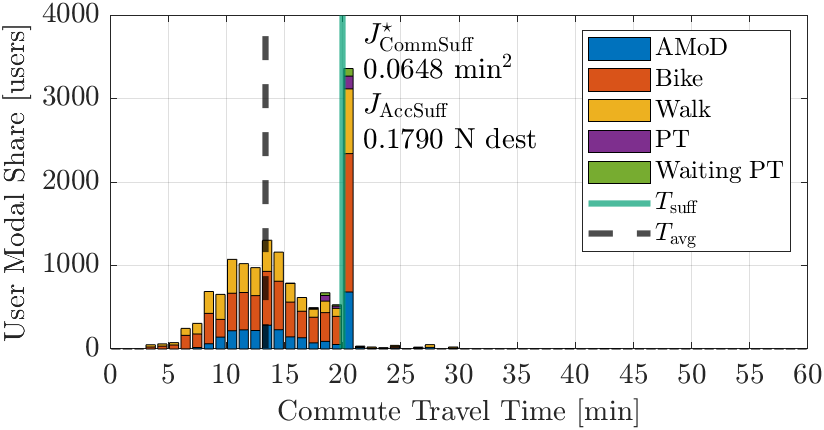 4000
3000
2000
1000
0
User Modal Share [users]
J⋆CommSuff
0.0648 min²
JAccSuff
0.1790 N dest
AMoD
Bike
Walk
PT
Waiting PT
Tsuff
Tavg
0 5 10 15 20 25 30 35 40 45 50 55 60
Commute Travel Time [min]